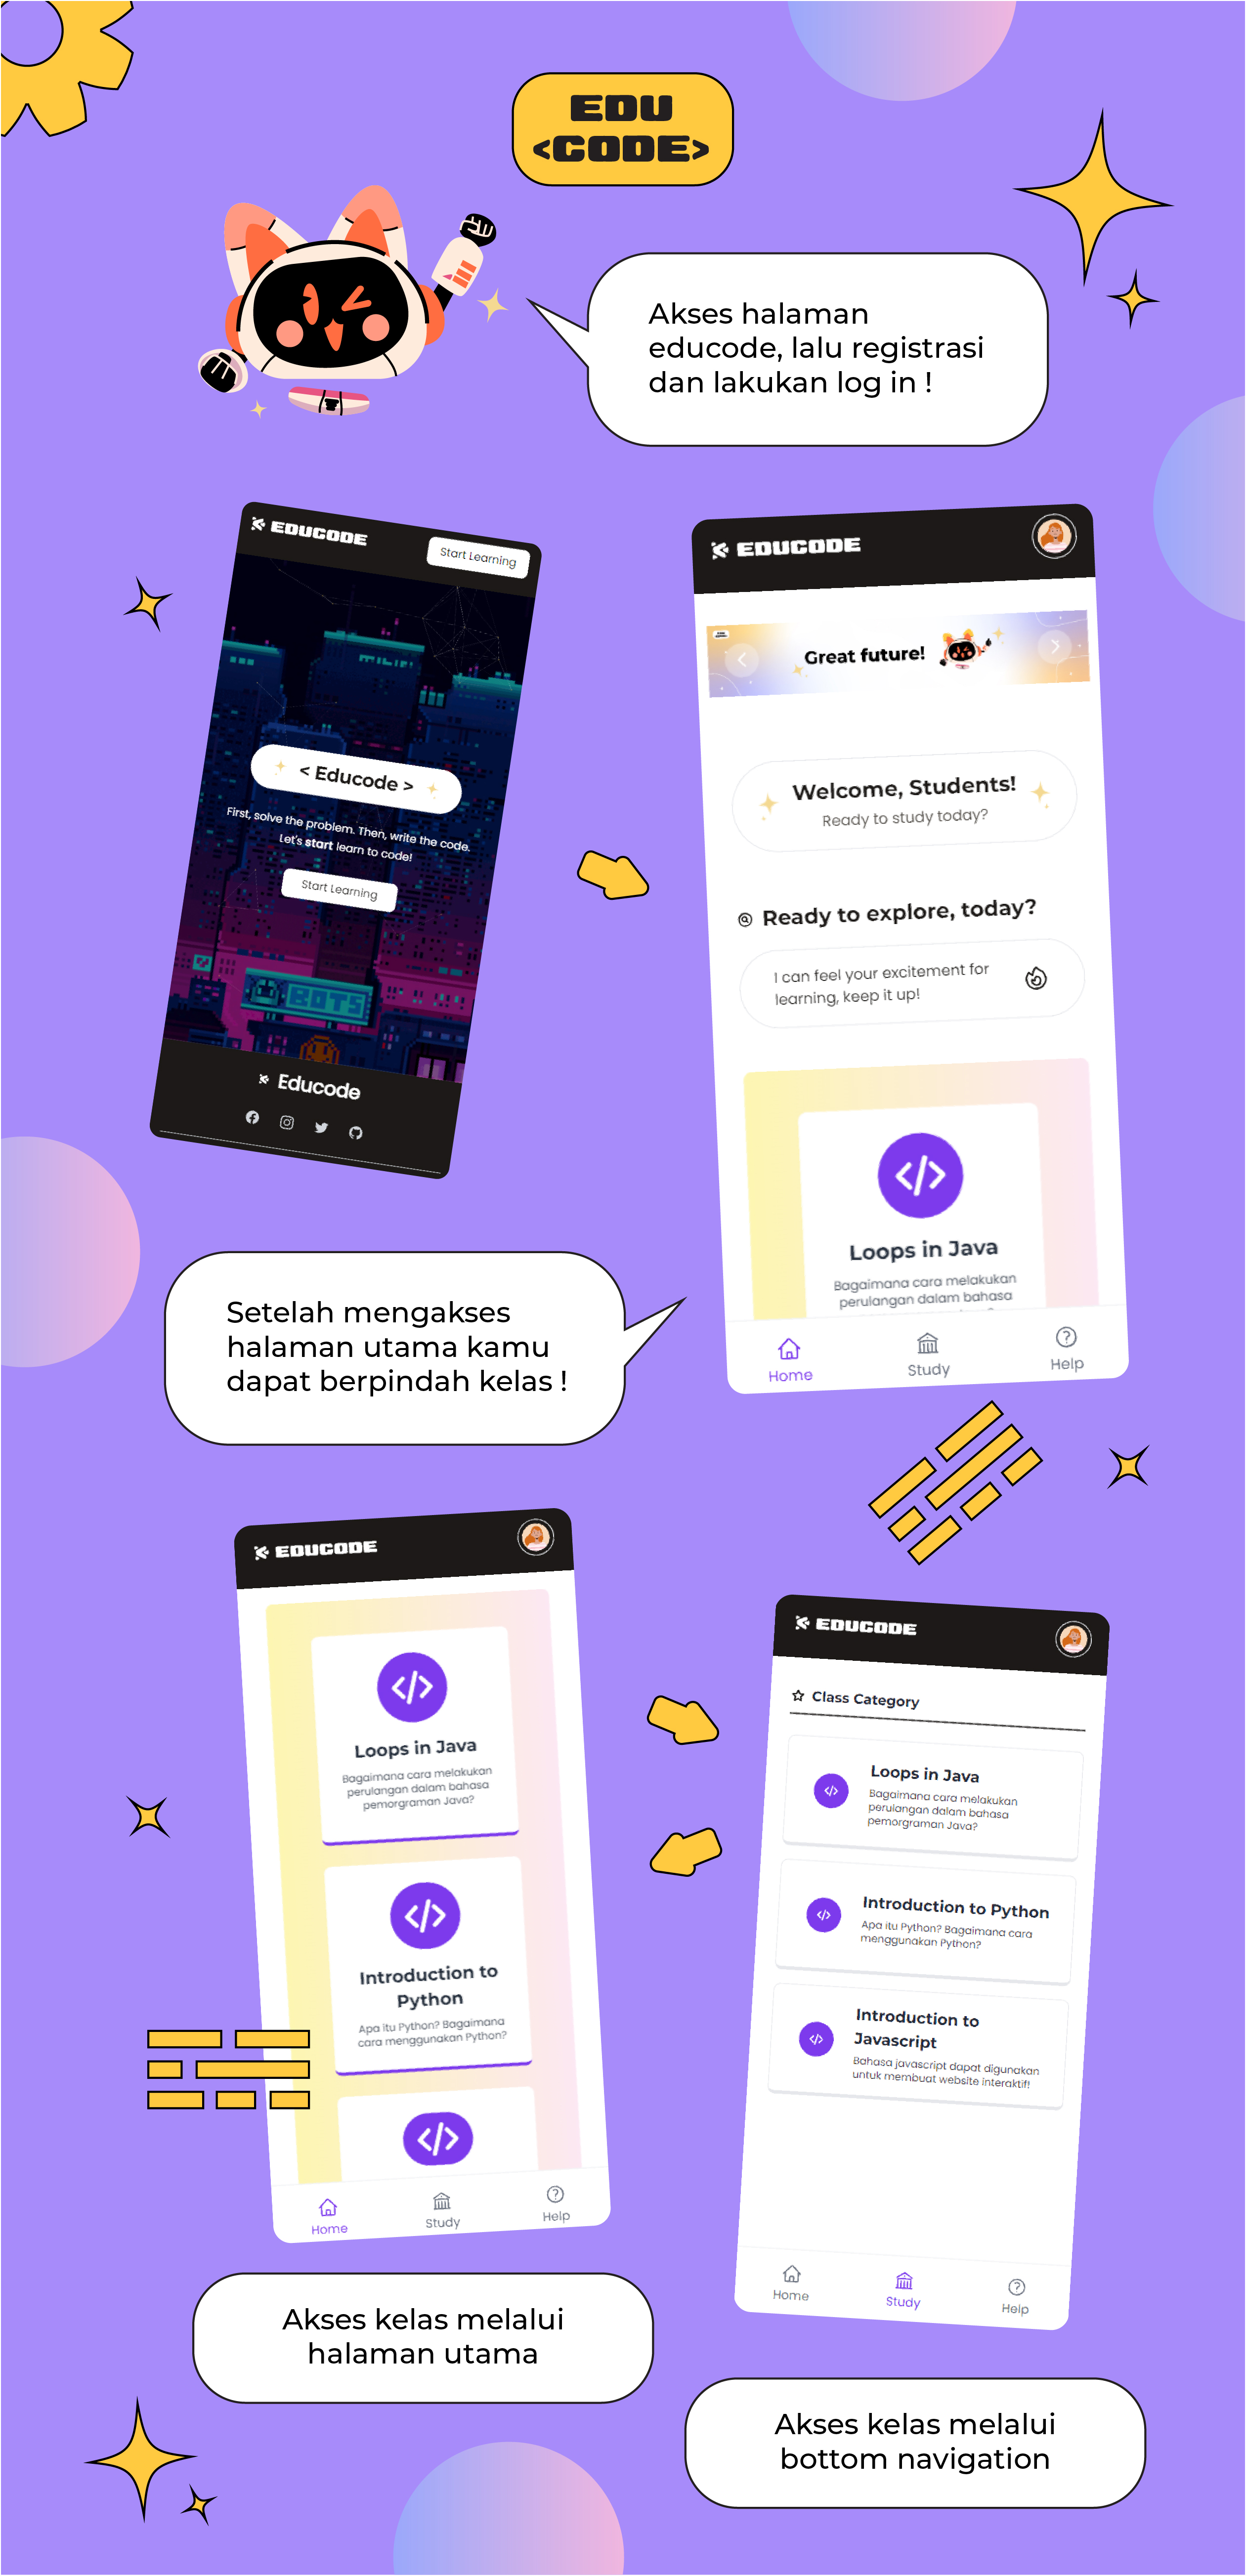 EDU
<CODE>
Akses halaman
educode, lalu registrasi
dan lakukan log in !
EDUCODE
Start Learning
< Educode >
First, solve the problem. Then, write the code.
Let's start learn to code!
Start Learning
BOTS
Educode
EDUCODE
Great future!
Welcome, Students!
Ready to study today?
Ready to explore, today?
I can feel your excitement for
learning, keep it up!
Loops in Java
Bagaimana cara melakukan
perulangan dalam bahasa
Home
Study
Help
Setelah mengakses
halaman utama kamu
dapat berpindah kelas !
EDUCODE
Loops in Java
Bagaimana cara melakukan
perulangan dalam bahasa
pemorgraman Java?
Introduction to
Python
Apa itu Python? Bagaimana
cara menggunakan Python?
Home
Study
Help
EDUCODE
Class Category
Loops in Java
Bagaimana cara melakukan
perulangan dalam bahasa
pemorgraman Java?
Introduction to Python
Apa itu Python? Bagaimana cara
menggunakan Python?
Introduction to
Javascript
Bahasa javascript dapat digunakan
untuk membuat website interaktif!
Home
Study
Help
Akses kelas melalui
halaman utama
Akses kelas melalui
bottom navigation